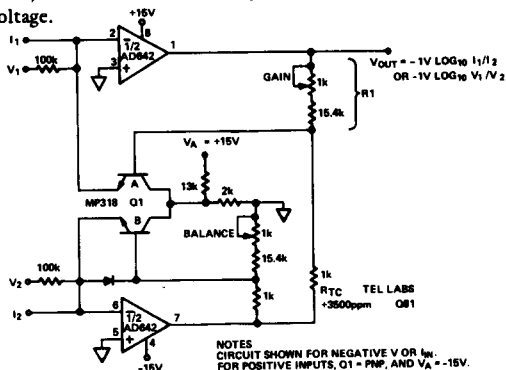 oltage.
+15V
I1
2
8
1/2
AD642
1
VOUT = -1V LOG10 I1/I2
OR -1V LOG10 V1/V2
V1
100k
3
+
GAIN
1k
R1
15.4k
VA = +15V
A
13k
2k
MP318 Q1
B
BALANCE
1k
15.4k
V2
100k
1k
1k
RTC
+3500ppm
TEL LABS
Q81
I2
6
1/2
AD642
7
5
+
4
-15V
NOTES
CIRCUIT SHOWN FOR NEGATIVE V OR IIN.
FOR POSITIVE INPUTS, Q1 = PNP, AND VA = -15V.